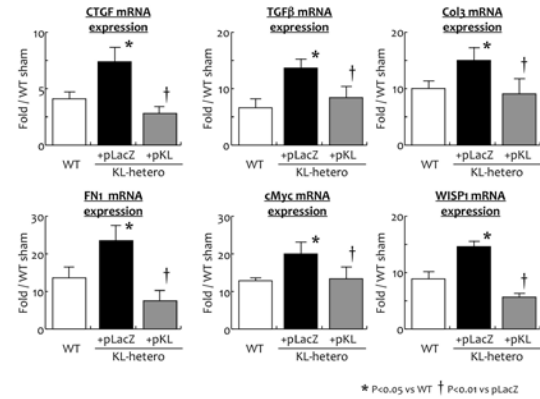 CTGF mRNA
expression
Fold / WT sham
10
5
0
*
†
WT
+pLacZ
+pKL
KL-hetero
TGFβ mRNA
expression
Fold / WT sham
20
10
0
*
†
WT
+pLacZ
+pKL
KL-hetero
Col3 mRNA
expression
Fold / WT sham
20
10
0
*
†
WT
+pLacZ
+pKL
KL-hetero
FN1 mRNA
expression
Fold / WT sham
30
20
10
0
*
†
WT
+pLacZ
+pKL
KL-hetero
cMyc mRNA
expression
Fold / WT sham
30
20
10
0
*
†
WT
+pLacZ
+pKL
KL-hetero
WISP1 mRNA
expression
Fold / WT sham
20
10
0
*
†
WT
+pLacZ
+pKL
KL-hetero
* P<0.05 vs WT † P<0.01 vs pLacZ